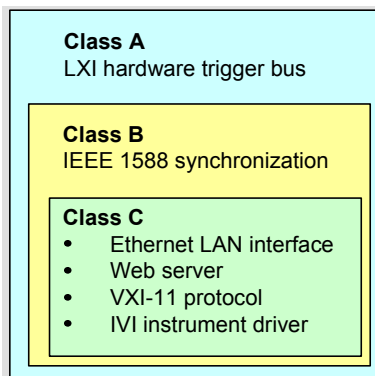 Class A
LXI hardware trigger bus
Class B
IEEE 1588 synchronization
Class C
• Ethernet LAN interface
• Web server
• VXI-11 protocol
• IVI instrument driver